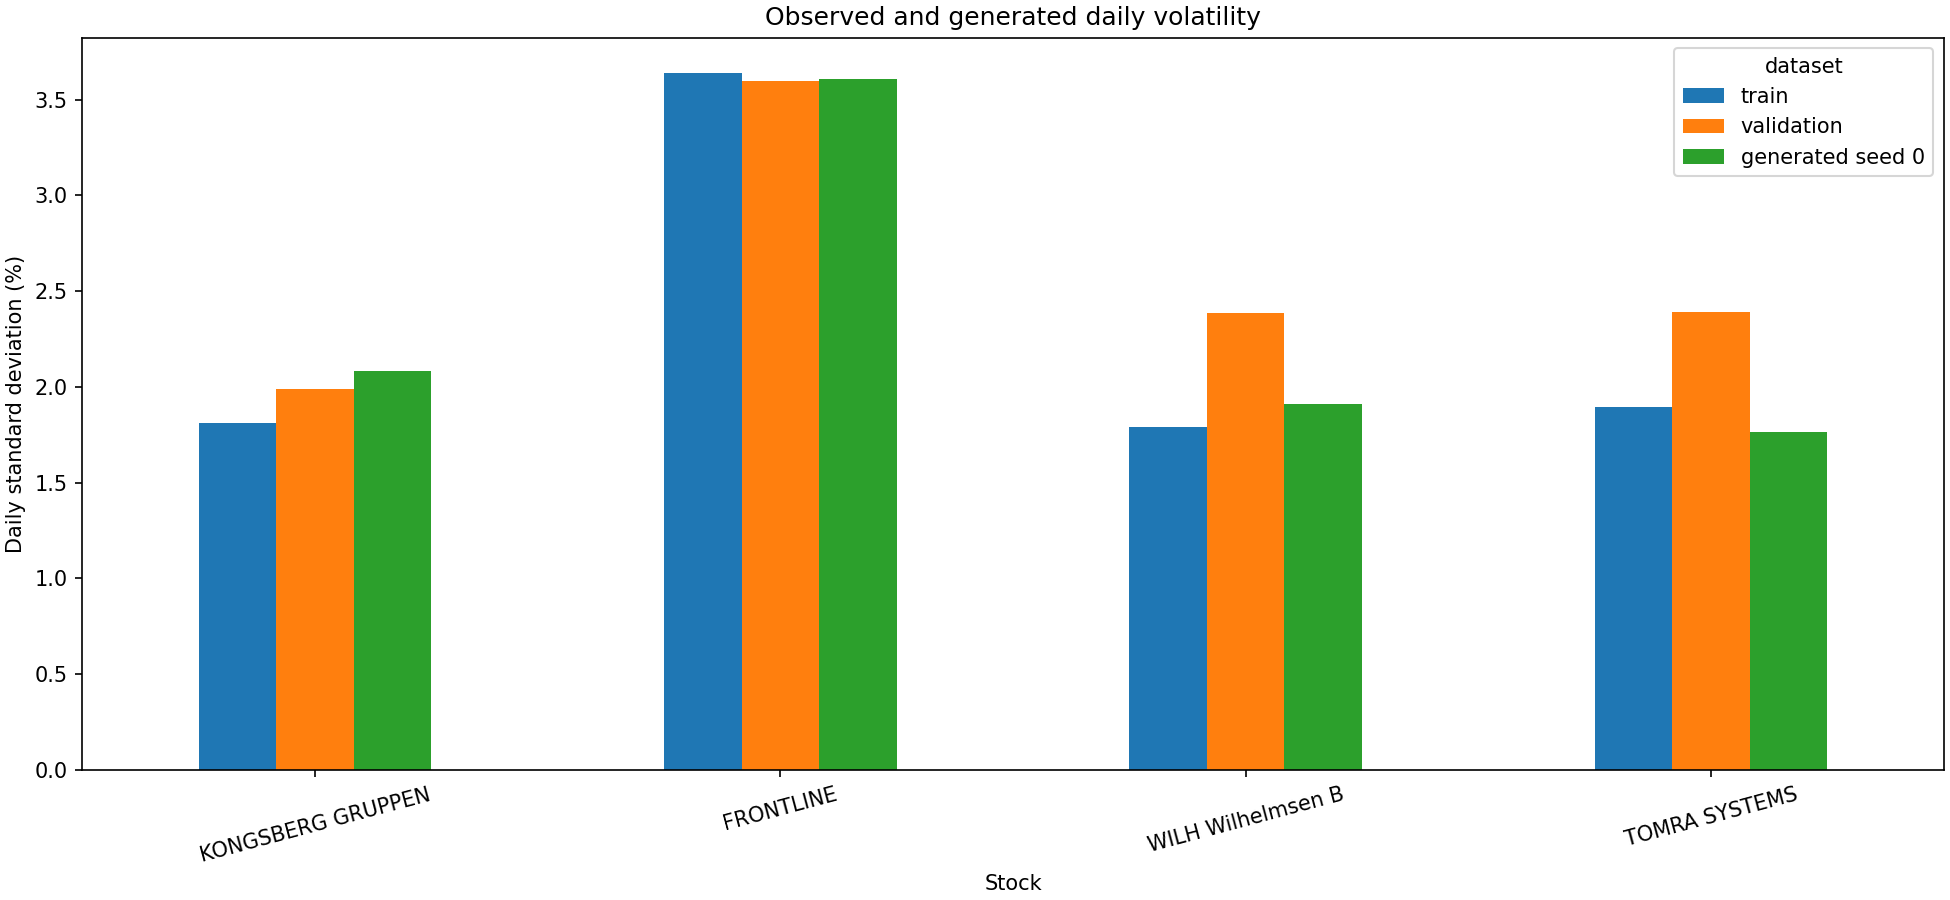 Observed and generated daily volatility
dataset
train
validation
generated seed 0
Daily standard deviation (%)
3.5
3.0
2.5
2.0
1.5
1.0
0.5
0.0
KONGSBERG GRUPPEN
FRONTLINE
WILH Wilhelmsen B
TOMRA SYSTEMS
Stock